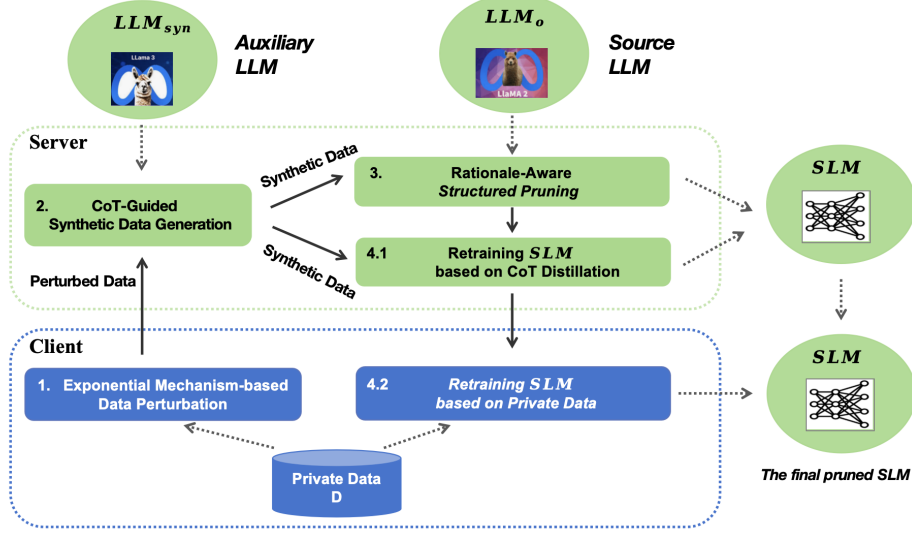 LLM_syn
LLama 3
Auxiliary
LLM
LLM_o
LLaMA 2
Source
LLM
Server
2. CoT-Guided
Synthetic Data Generation
Synthetic Data
Synthetic Data
3. Rationale-Aware
Structured Pruning
4.1 Retraining SLM
based on CoT Distillation
SLM
Perturbed Data
Client
1. Exponential Mechanism-based
Data Perturbation
4.2 Retraining SLM
based on Private Data
SLM
Private Data
D
The final pruned SLM